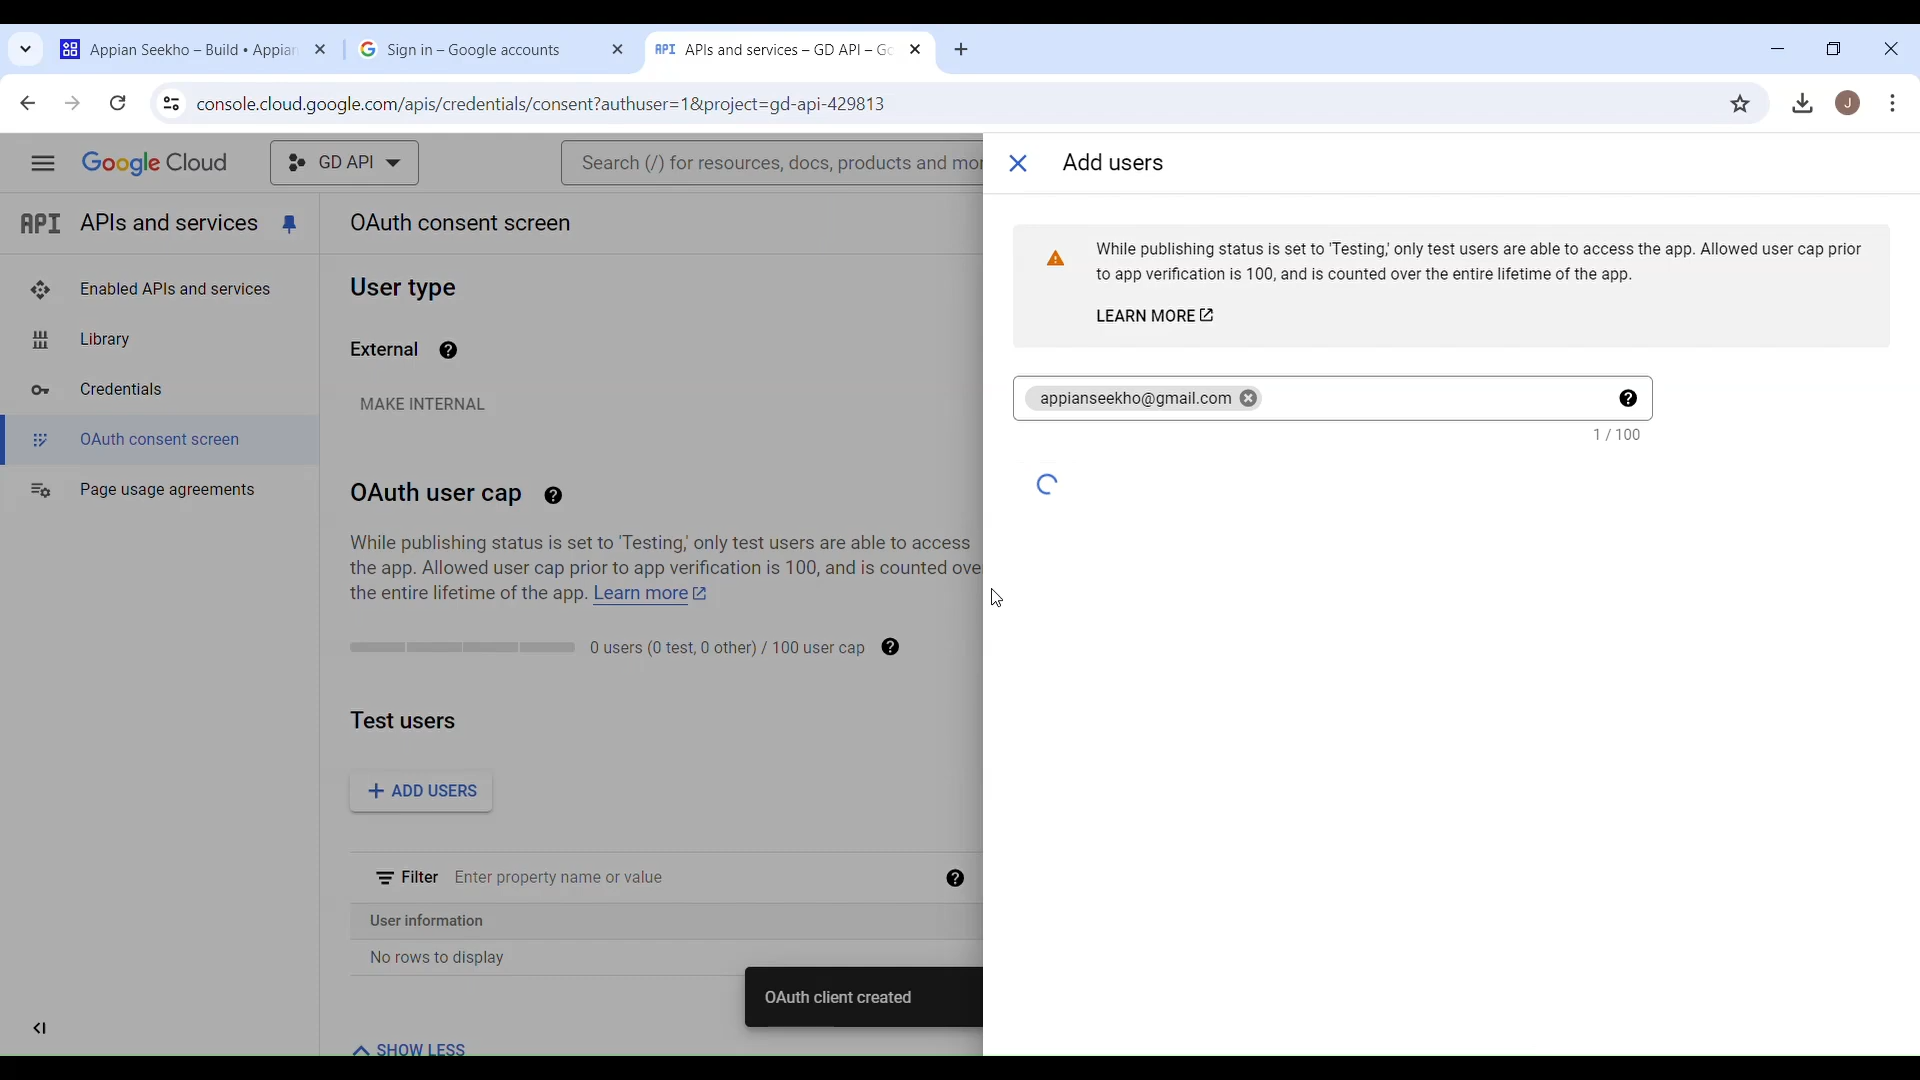 Appian Seekho – Build • Appian
Sign in – Google accounts
API APIs and services – GD API – Go
console.cloud.google.com/apis/credentials/consent?authuser=1&project=gd-api-429813
J
Google Cloud
GD API
Search (/) for resources, docs, products and mor
Add users
API APIs and services
OAuth consent screen
While publishing status is set to 'Testing,' only test users are able to access the app. Allowed user cap prior
to app verification is 100, and is counted over the entire lifetime of the app.
LEARN MORE
Enabled APIs and services
Library
Credentials
OAuth consent screen
Page usage agreements
User type
External
MAKE INTERNAL
appianseekho@gmail.com
1 / 100
OAuth user cap
While publishing status is set to 'Testing,' only test users are able to access
the app. Allowed user cap prior to app verification is 100, and is counted ove
the entire lifetime of the app. Learn more
0 users (0 test, 0 other) / 100 user cap
Test users
+ ADD USERS
Filter Enter property name or value
User information
No rows to display
OAuth client created
SHOW LESS